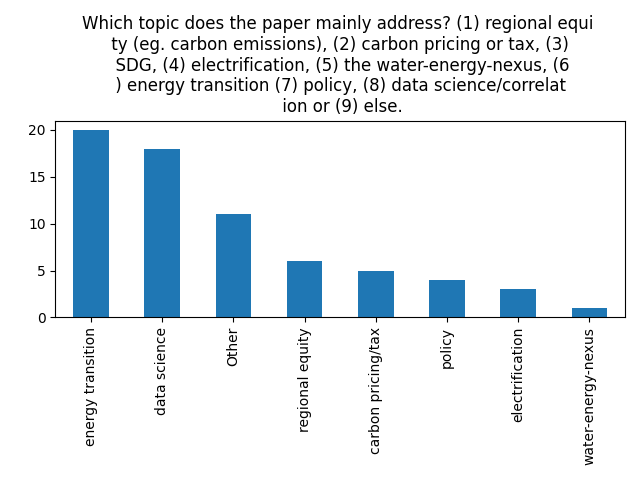 Which topic does the paper mainly address? (1) regional equi
ty (eg. carbon emissions), (2) carbon pricing or tax, (3)
SDG, (4) electrification, (5) the water-energy-nexus, (6
) energy transition (7) policy, (8) data science/correlat
ion or (9) else.
20
15
10
5
0
energy transition
data science
Other
regional equity
carbon pricing/tax
policy
electrification
water-energy-nexus